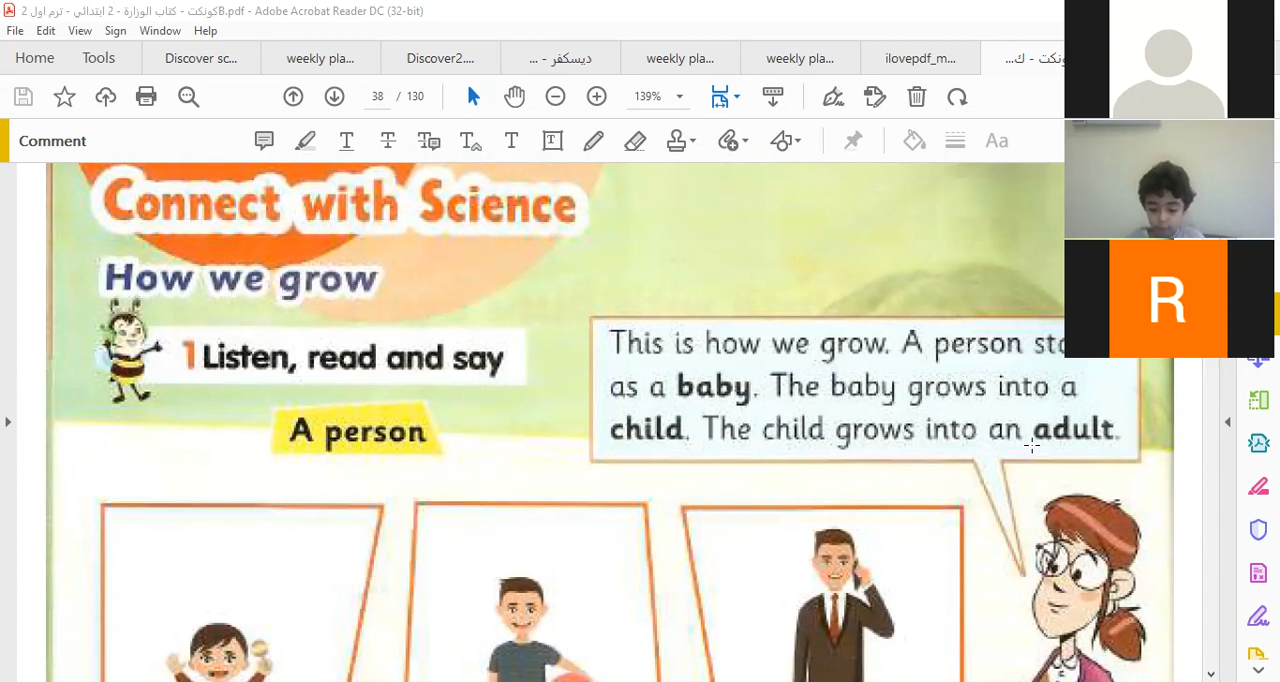 كونكت - كتاب الوزارة - 2 ابتدائي - ترم اول 2B.pdf - Adobe Acrobat Reader DC (32-bit)
File Edit View Sign Window Help
Home Tools Discover sc... weekly pla... Discover2.... ديسكفر - ... weekly pla... weekly pla... ilovepdf_m... ونكت - ك...
38 / 130 139%
Comment
Aa
Connect with Science
How we grow
1 Listen, read and say
A person
This is how we grow. A person
as a baby. The baby grows into a
child. The child grows into an adult.
R